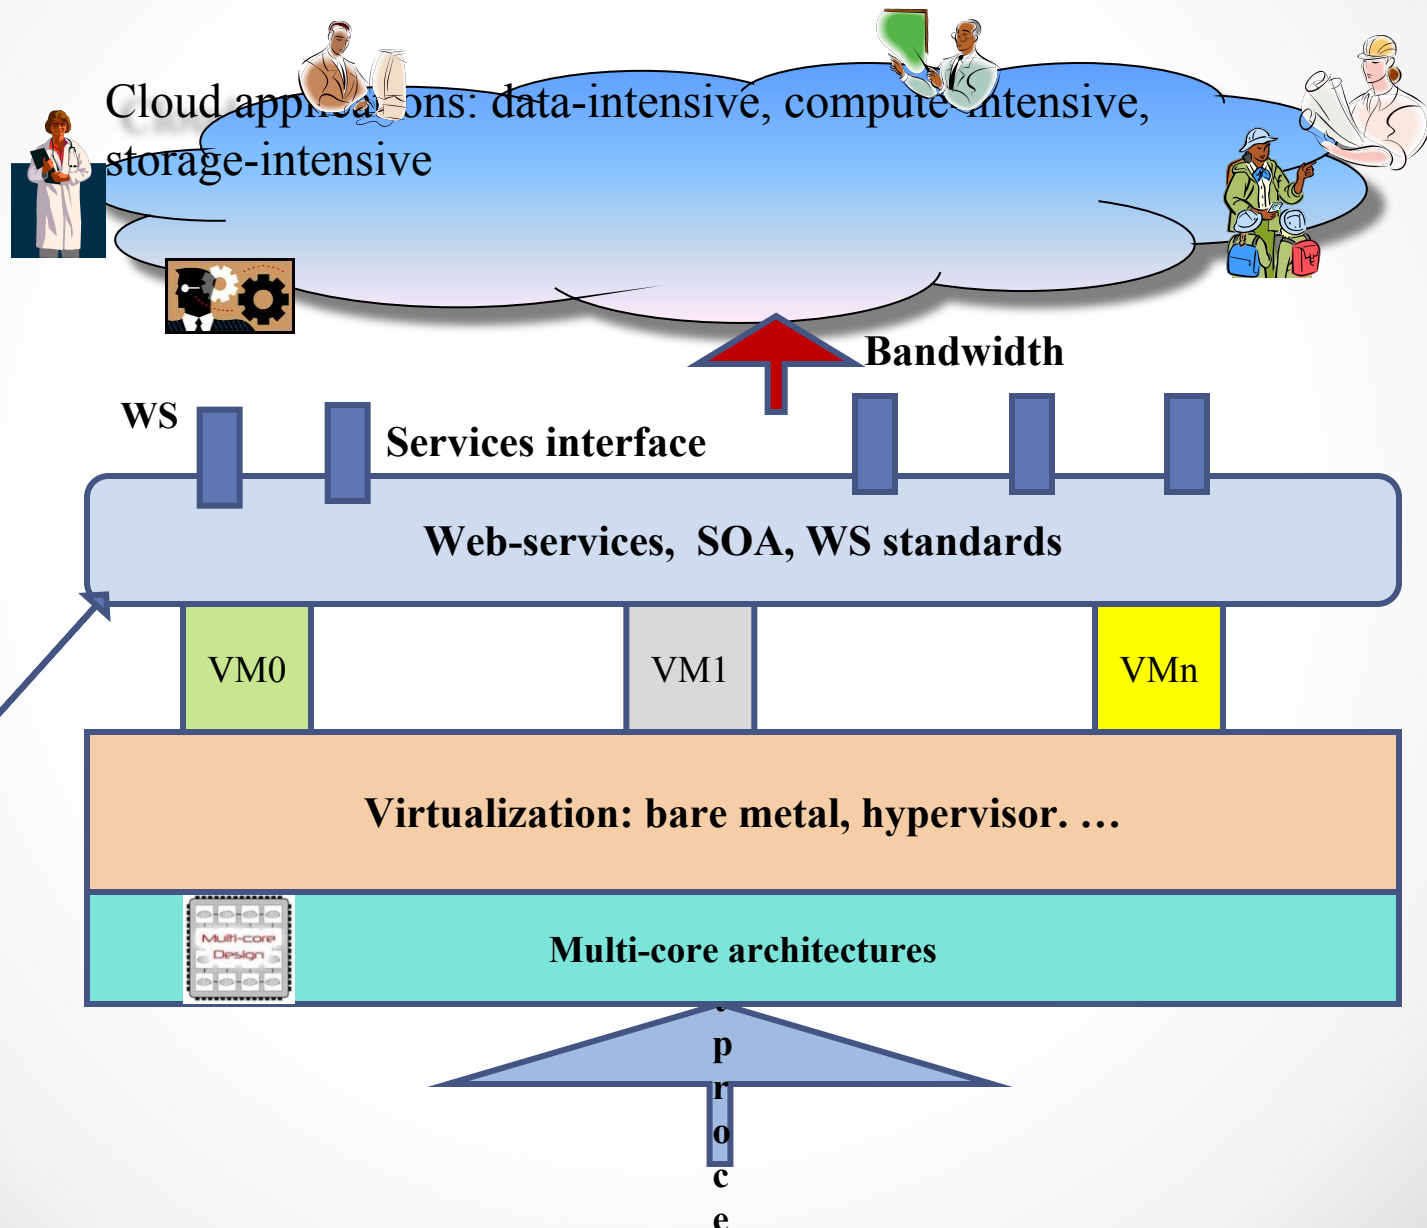 Cloud applications: data-intensive, compute-intensive,
storage-intensive
Bandwidth
WS
Services interface
Web-services,  SOA, WS standards
VM0
VM1
VMn
Virtualization: bare metal, hypervisor. …
Multi-core
Design
Multi-core architectures
p
r
o
c
e